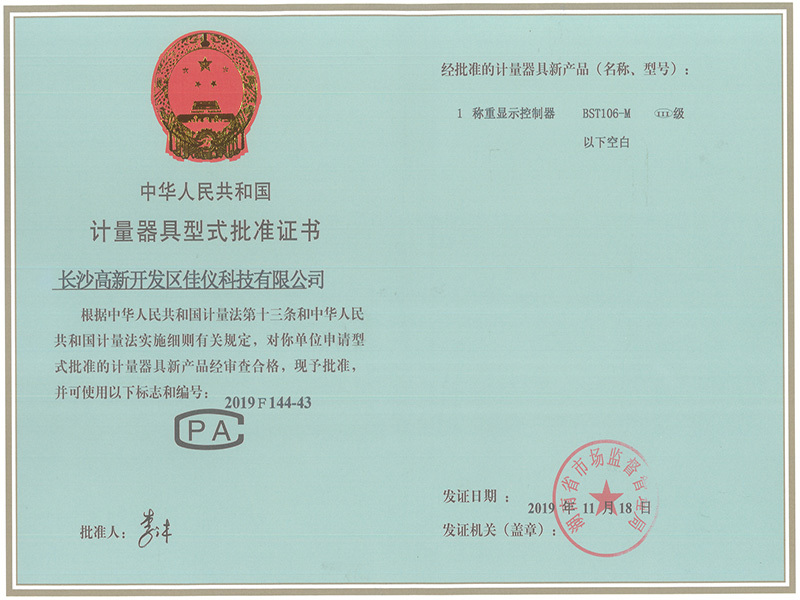 中华人民共和国
计量器具型式批准证书
长沙高新开发区佳仪科技有限公司:
根据中华人民共和国计量法第十三条和中华人民
共和国计量法实施细则有关规定，对你单位申请型
式批准的计量器具新产品经审查合格，现予批准，
并可使用以下标志和编号：
2019F144-43
CPA
批准人：
经批准的计量器具新产品（名称、型号）：
1 称重显示控制器 BST106-M Ⅲ级
以下空白
湖南省市场监督管理局
发证日期：
2019 年 11 月 18 日
发证机关（盖章）：